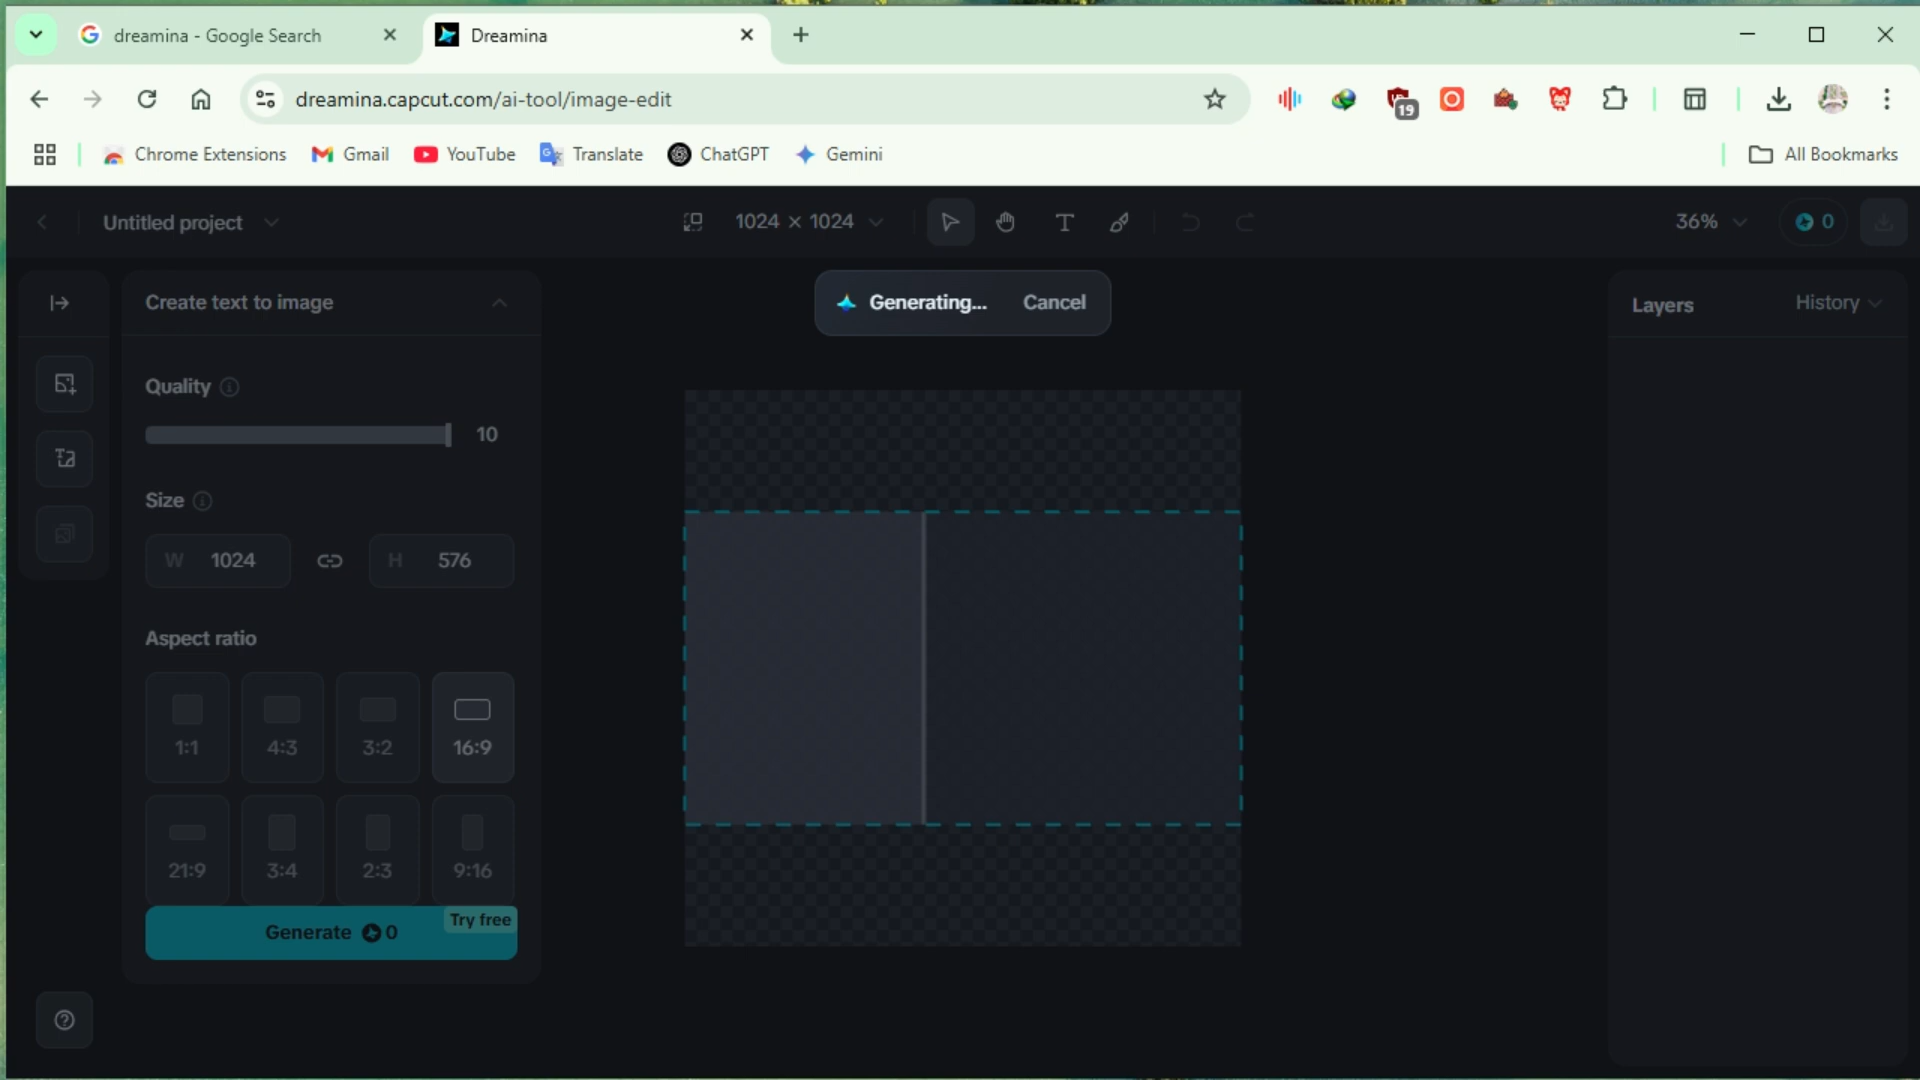 dreamina - Google Search
Dreamina
dreamina.capcut.com/ai-tool/image-edit
19
Chrome Extensions
Gmail
YouTube
Translate
ChatGPT
Gemini
All Bookmarks
Untitled project
1024 × 1024
36%
0
Create text to image
Generating...
Cancel
Layers
History
Quality
10
Size
W 1024
H 576
Aspect ratio
1:1
4:3
3:2
16:9
21:9
3:4
2:3
9:16
Try free
Generate 0